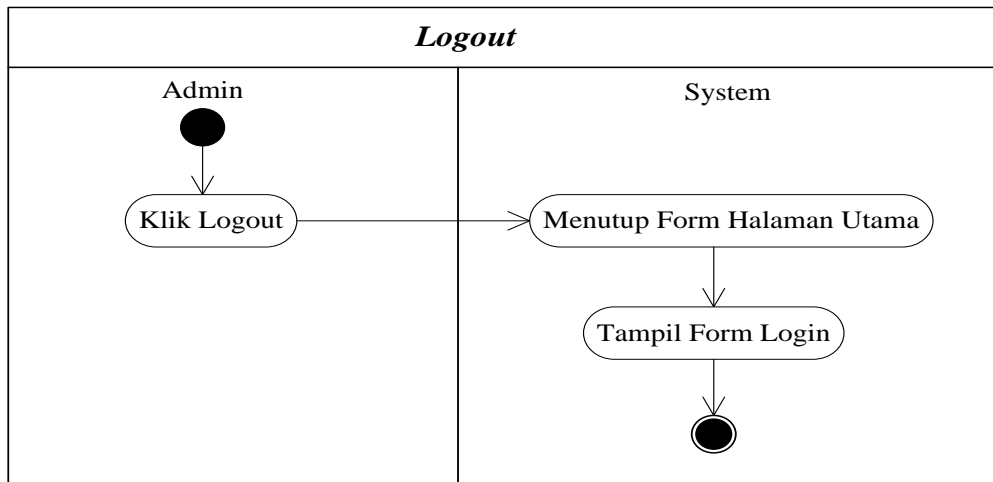 Logout
Admin
System
Klik Logout
Menutup Form Halaman Utama
Tampil Form Login